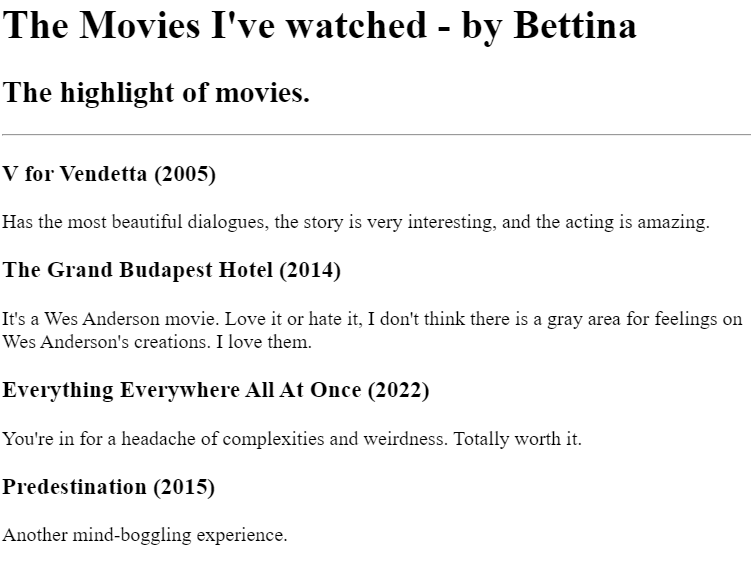 The Movies I've watched - by Bettina
The highlight of movies.
V for Vendetta (2005)
Has the most beautiful dialogues, the story is very interesting, and the acting is amazing.
The Grand Budapest Hotel (2014)
It's a Wes Anderson movie. Love it or hate it, I don't think there is a gray area for feelings on
Wes Anderson's creations. I love them.
Everything Everywhere All At Once (2022)
You're in for a headache of complexities and weirdness. Totally worth it.
Predestination (2015)
Another mind-boggling experience.